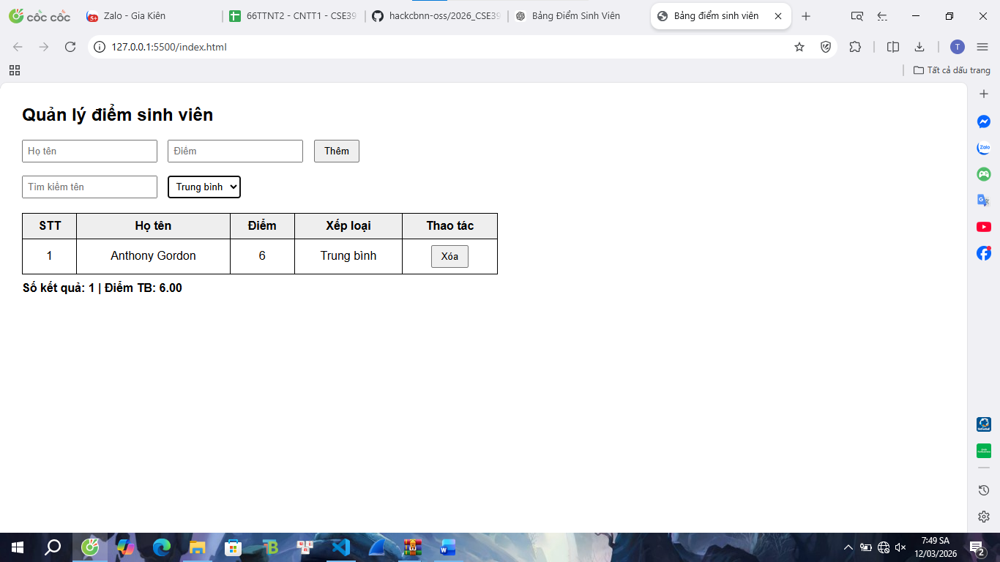 cốc cốc
5+ Zalo - Gia Kiên
66TTNT2 - CNTT1 - CSE39
hackcbnn-oss/2026_CSE39
Bảng Điểm Sinh Viên
Bảng điểm sinh viên
127.0.0.1:5500/index.html
T
Tất cả dấu trang
Quản lý điểm sinh viên
Họ tên Điểm Thêm
Tìm kiếm tên Trung bình
STT Họ tên Điểm Xếp loại Thao tác
1 Anthony Gordon 6 Trung bình Xóa
Số kết quả: 1 | Điểm TB: 6.00
Zalo
7:49 SA
12/03/2026
2